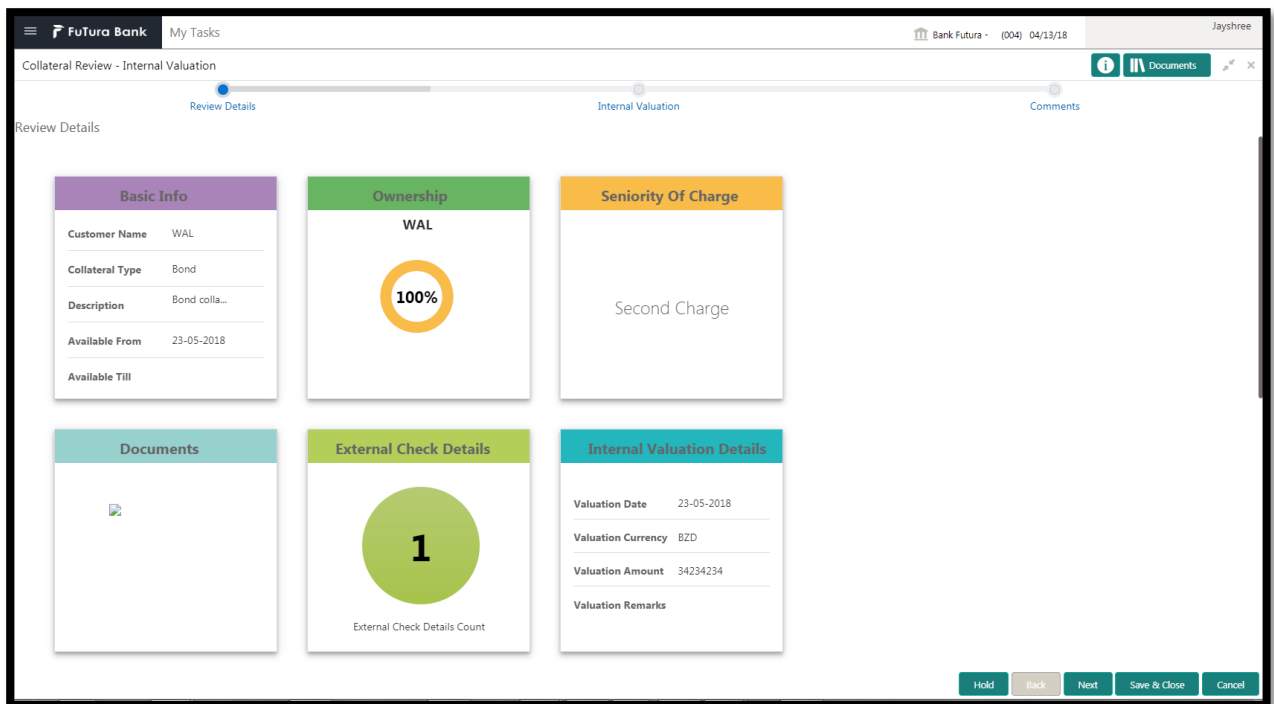 FuTura Bank My Tasks Bank Futura - (004) 04/13/18 Jayshree
Collateral Review - Internal Valuation i Documents
Review Details Internal Valuation Comments
Review Details
Basic Info
Customer Name WAL
Collateral Type Bond
Description Bond colla...
Available From 23-05-2018
Available Till
Ownership
WAL
100%
Seniority Of Charge
Second Charge
Documents
External Check Details
1
External Check Details Count
Internal Valuation Details
Valuation Date 23-05-2018
Valuation Currency BZD
Valuation Amount 34234234
Valuation Remarks
Hold Back Next Save & Close Cancel